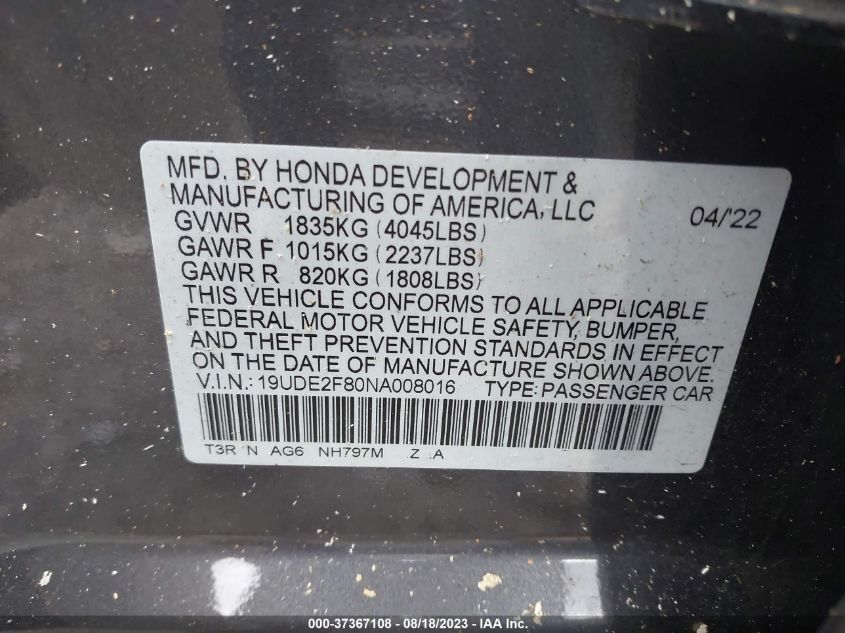 MFD. BY HONDA DEVELOPMENT &
MANUFACTURING OF AMERICA, LLC 04/'22
GVWR 1835KG (4045LBS)
GAWR F 1015KG (2237LBS)
GAWR R 820KG (1808LBS)
THIS VEHICLE CONFORMS TO ALL APPLICABLE
FEDERAL MOTOR VEHICLE SAFETY, BUMPER,
AND THEFT PREVENTION STANDARDS IN EFFECT
ON THE DATE OF MANUFACTURE SHOWN ABOVE.
V.I.N.: 19UDE2F80NA008016 TYPE: PASSENGER CAR
T3R N AG6 NH797M Z A
000-37367108 - 08/18/2023 - Copyright © IAA Inc.